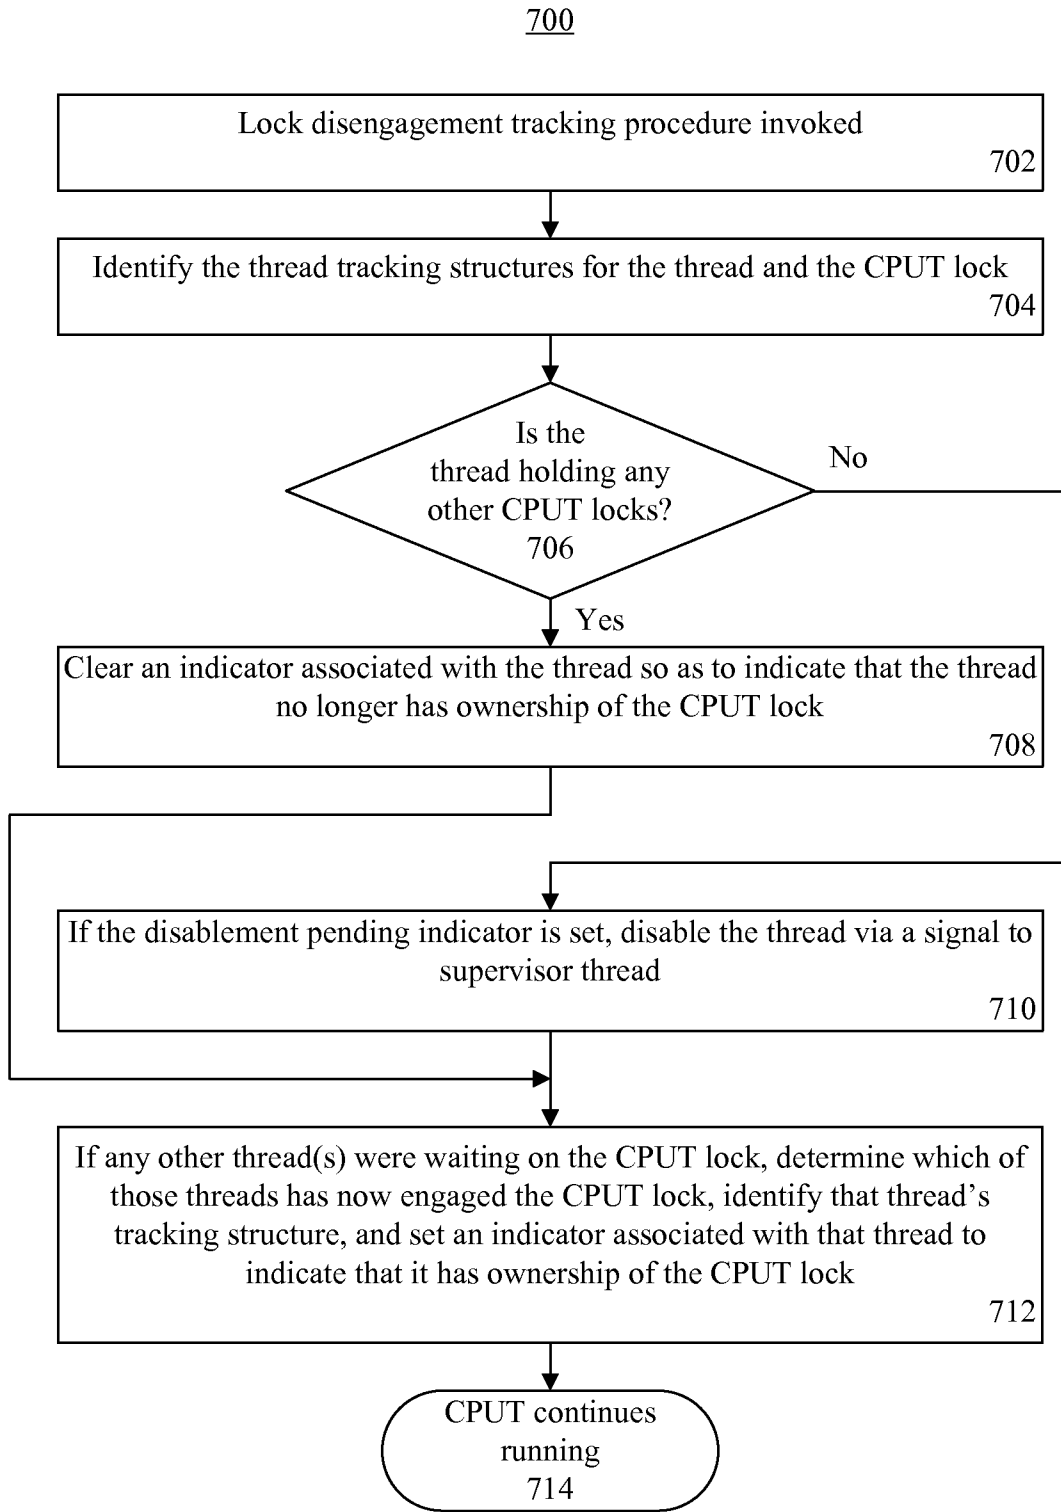 700
Lock disengagement tracking procedure invoked
702
Identify the thread tracking structures for the thread and the CPUT lock
704
Is the
thread holding any
other CPUT locks?
706
No
Yes
Clear an indicator associated with the thread so as to indicate that the thread
no longer has ownership of the CPUT lock
708
If the disablement pending indicator is set, disable the thread via a signal to
supervisor thread
710
If any other thread(s) were waiting on the CPUT lock, determine which of
those threads has now engaged the CPUT lock, identify that thread's
tracking structure, and set an indicator associated with that thread to
indicate that it has ownership of the CPUT lock
712
CPUT continues
running
714